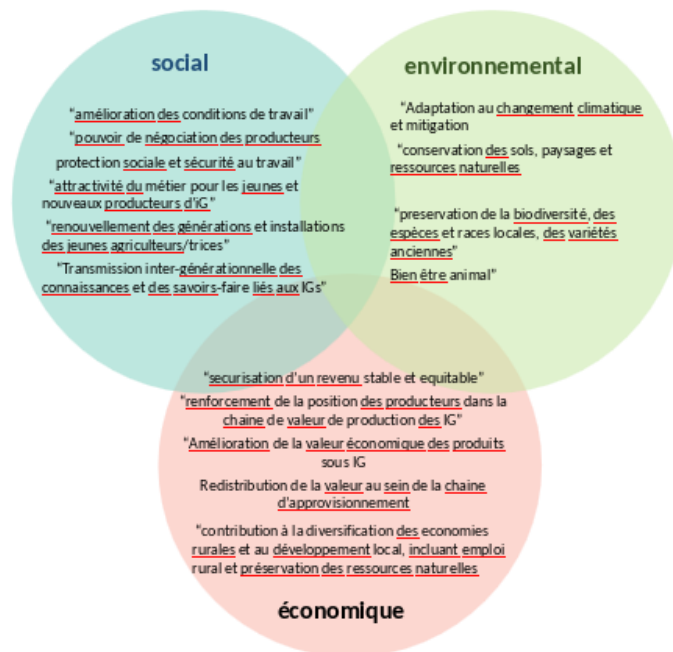 social
"amélioration des conditions de travail"
"pouvoir de négociation des producteurs
protection sociale et sécurité au travail"
"attractivité du métier pour les jeunes et
nouveaux producteurs d'iG"
"renouvellement des générations et installations
des jeunes agriculteurs/trices"
"Transmission inter-générationnelle des
connaissances et des savoirs-faire liés aux IGs"
environnemental
"Adaptation au changement climatique
et mitigation
"conservation des sols, paysages et
ressources naturelles
"preservation de la biodiversité, des
espèces et races locales, des variétés
anciennes"
Bien être animal"
"securisation d'un revenu stable et equitable"
"renforcement de la position des producteurs dans la
chaine de valeur de production des IG"
"Amélioration de la valeur économique des produits
sous IG
Redistribution de la valeur au sein de la chaine
d'approvisionnement
"contribution à la diversification des economies
rurales et au développement local, incluant emploi
rural et préservation des ressources naturelles
économique